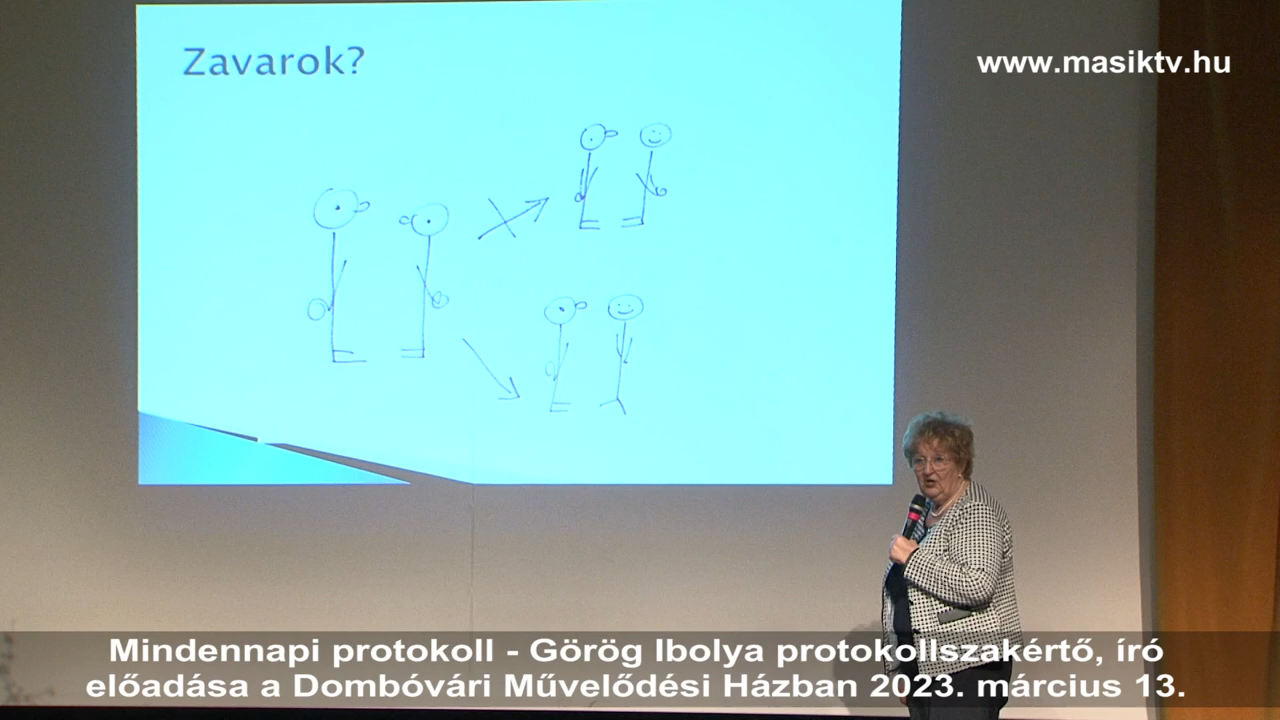 Zavarok?
www.masiktv.hu
Mindennapi protokoll - Görög Ibolya protokollszakértő, író
előadása a Dombóvári Művelődési Házban 2023. március 13.